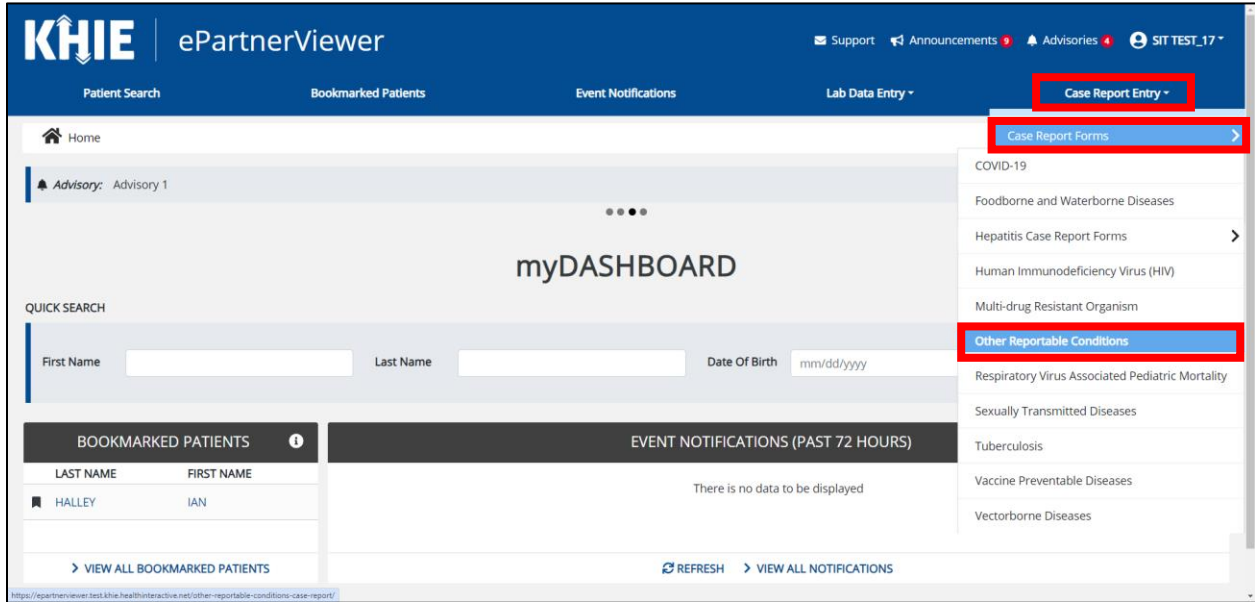 KHIE ePartnerViewer
Support Announcements 9 Advisories 4 SIT TEST_17
Patient Search Bookmarked Patients Event Notifications Lab Data Entry Case Report Entry
Home
Case Report Forms
Advisory: Advisory 1
COVID-19
Foodborne and Waterborne Diseases
Hepatitis Case Report Forms
Human Immunodeficiency Virus (HIV)
Multi-drug Resistant Organism
Other Reportable Conditions
Respiratory Virus Associated Pediatric Mortality
Sexually Transmitted Diseases
Tuberculosis
Vaccine Preventable Diseases
Vectorborne Diseases
myDASHBOARD
QUICK SEARCH
First Name Last Name Date Of Birth mm/dd/yyyy
BOOKMARKED PATIENTS
LAST NAME FIRST NAME
HALLEY IAN
VIEW ALL BOOKMARKED PATIENTS
EVENT NOTIFICATIONS (PAST 72 HOURS)
There is no data to be displayed
REFRESH VIEW ALL NOTIFICATIONS
https://epartnerviewer.test.khie.healthinteractive.net/other-reportable-conditions-case-report/